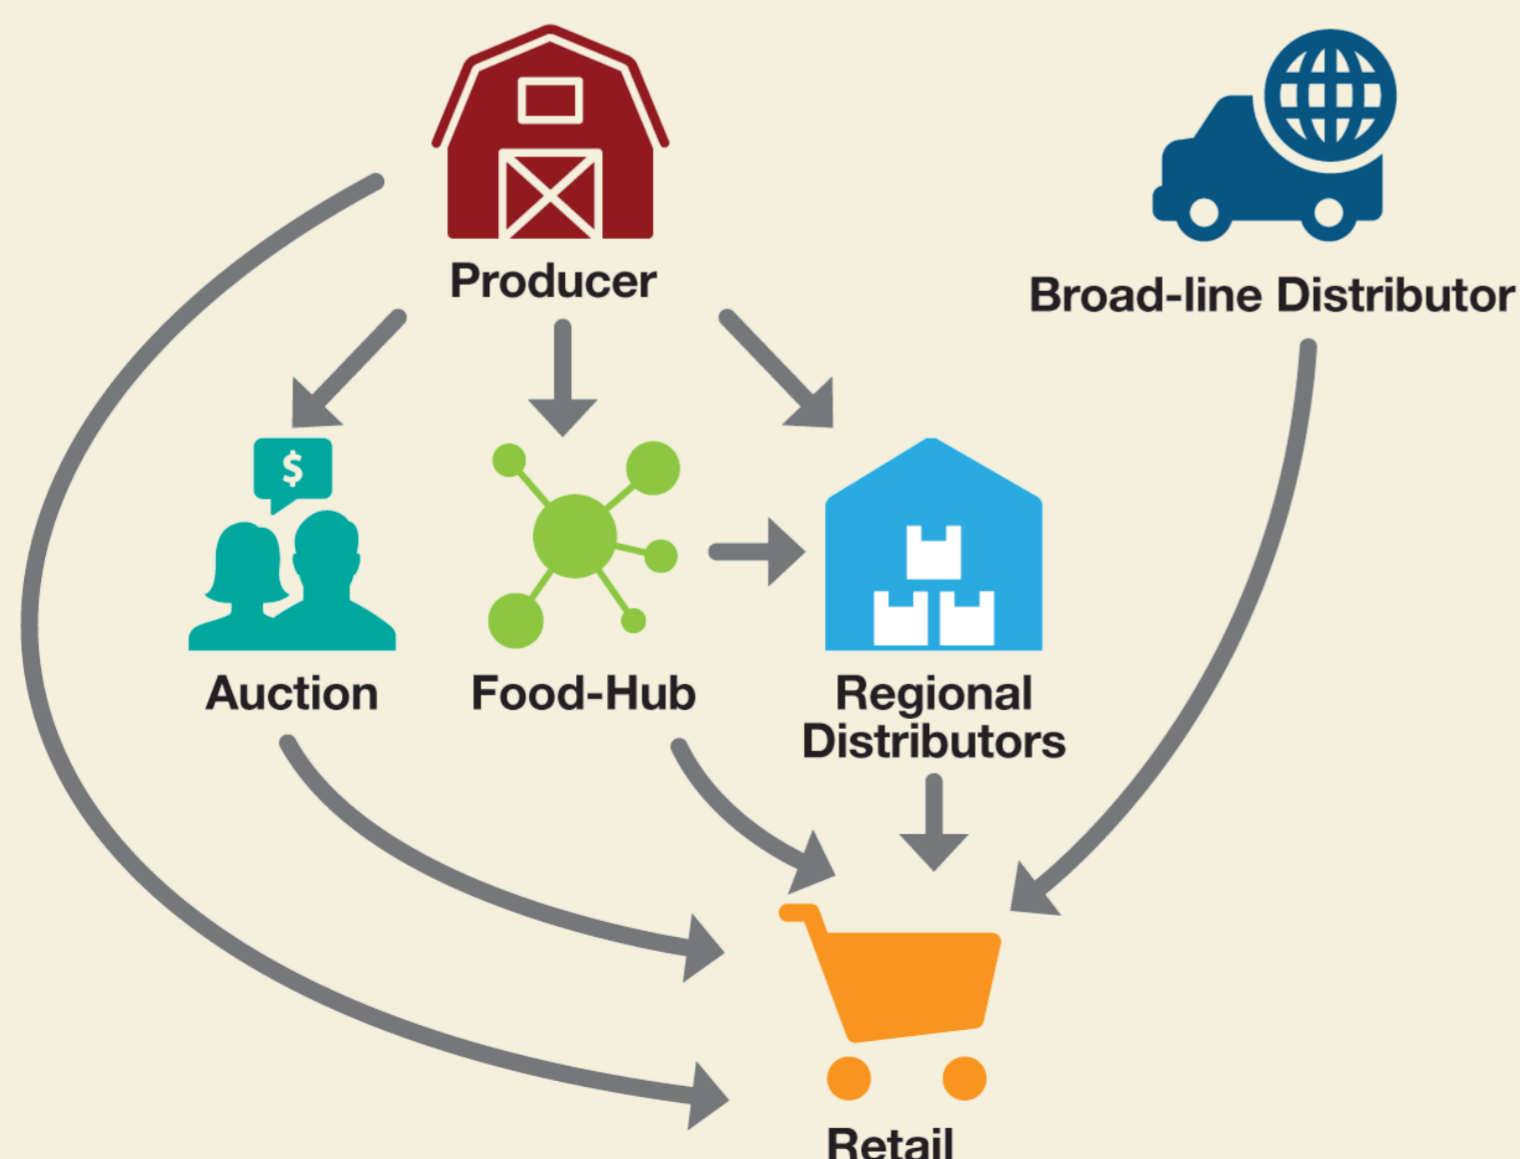 Producer
Broad-line Distributor
$
Auction
Food-Hub
Regional
Distributors
Retail